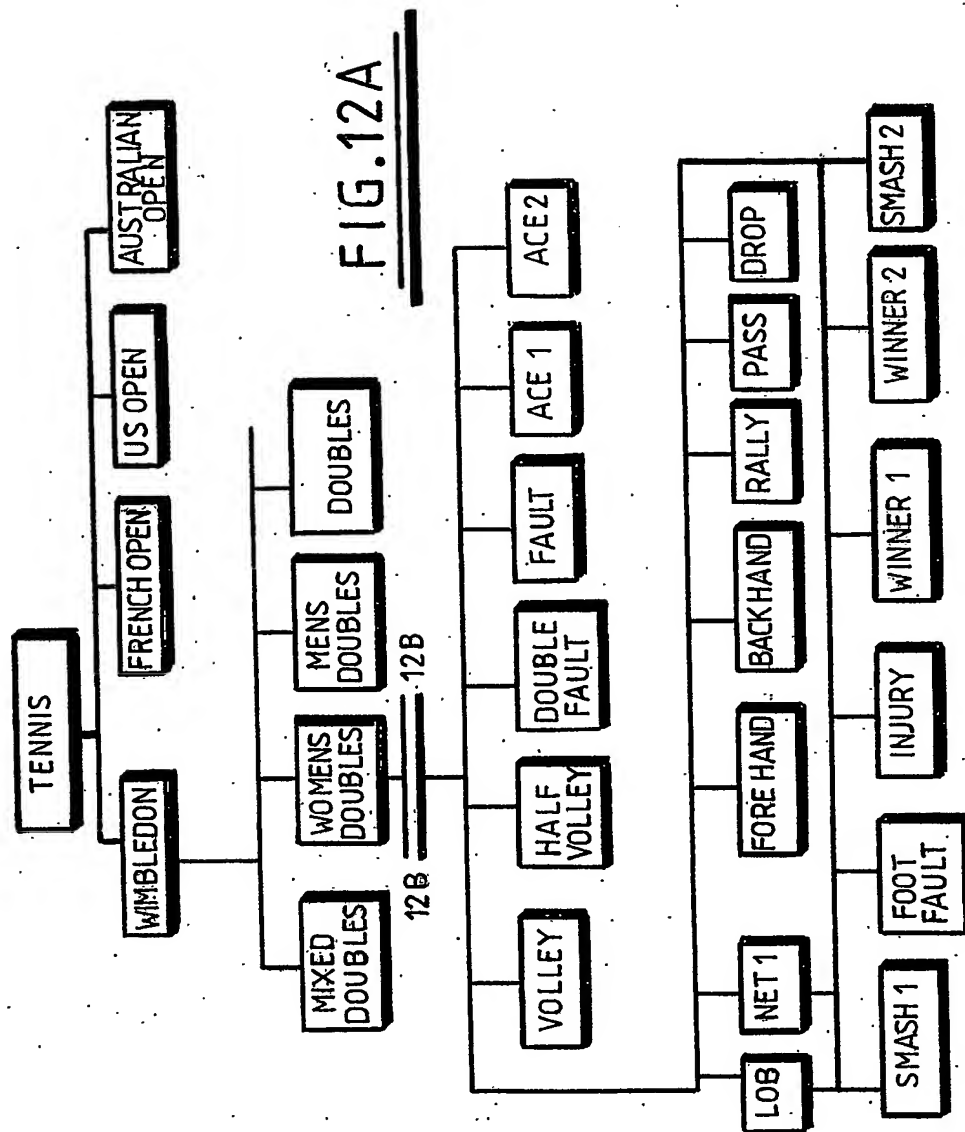 TENNIS
WIMBLEDON
FRENCH OPEN
US OPEN
AUSTRALIAN
OPEN
MIXED
DOUBLES
WOMENS
DOUBLES
MENS
DOUBLES
DOUBLES
12B
12B
FIG.12A
VOLLEY
HALF
VOLLEY
DOUBLE
FAULT
FAULT
ACE 1
ACE2
LOB
NET 1
FORE HAND
BACK HAND
RALLY
PASS
DROP
SMASH 1
FOOT
FAULT
INJURY
WINNER 1
WINNER 2
SMASH 2